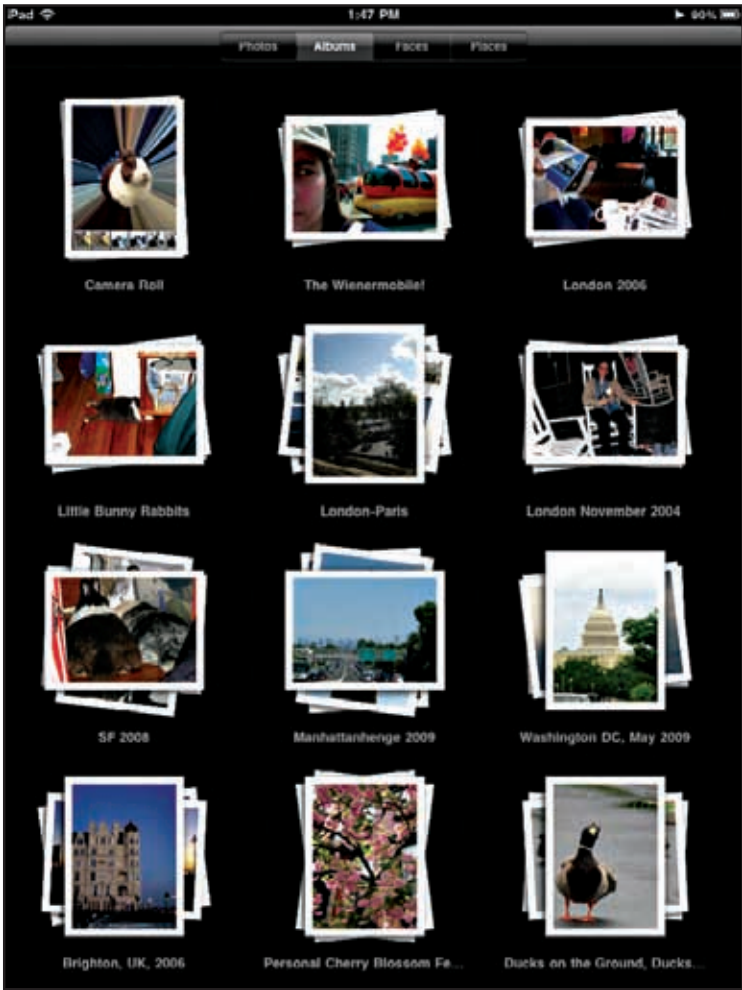 iPad 1:47 PM 90%
Photos Albums Faces Places
Camera Roll The Wienermobile! London 2006
Little Bunny Rabbits London-Paris London November 2004
SF 2008 Manhattanhenge 2009 Washington DC, May 2009
Brighton, UK, 2006 Personal Cherry Blossom Fe... Ducks on the Ground, Ducks...